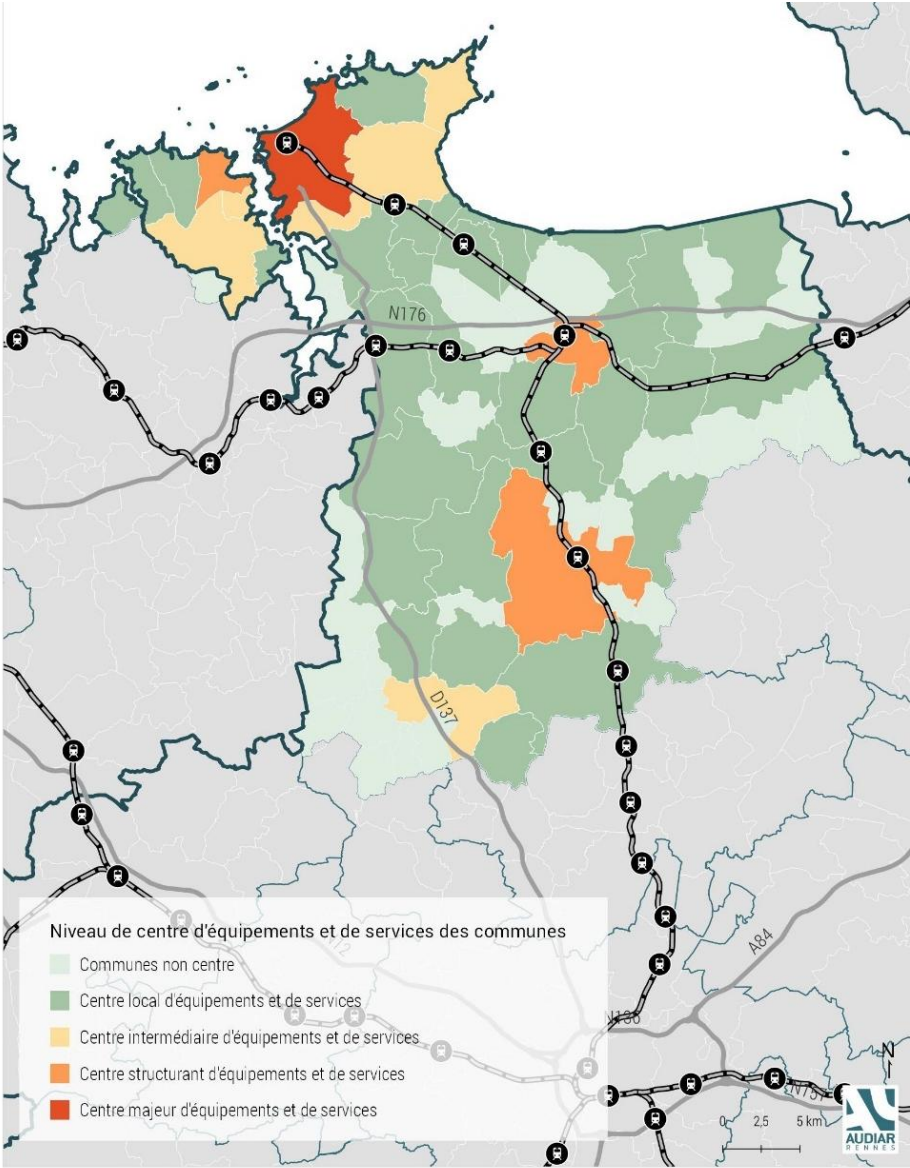 N176
D137
A84
N136
N157
Niveau de centre d'équipements et de services des communes
Communes non centre
Centre local d'équipements et de services
Centre intermédiaire d'équipements et de services
Centre structurant d'équipements et de services
Centre majeur d'équipements et de services
N
0 2,5 5 km
AUDIAR
RENNES